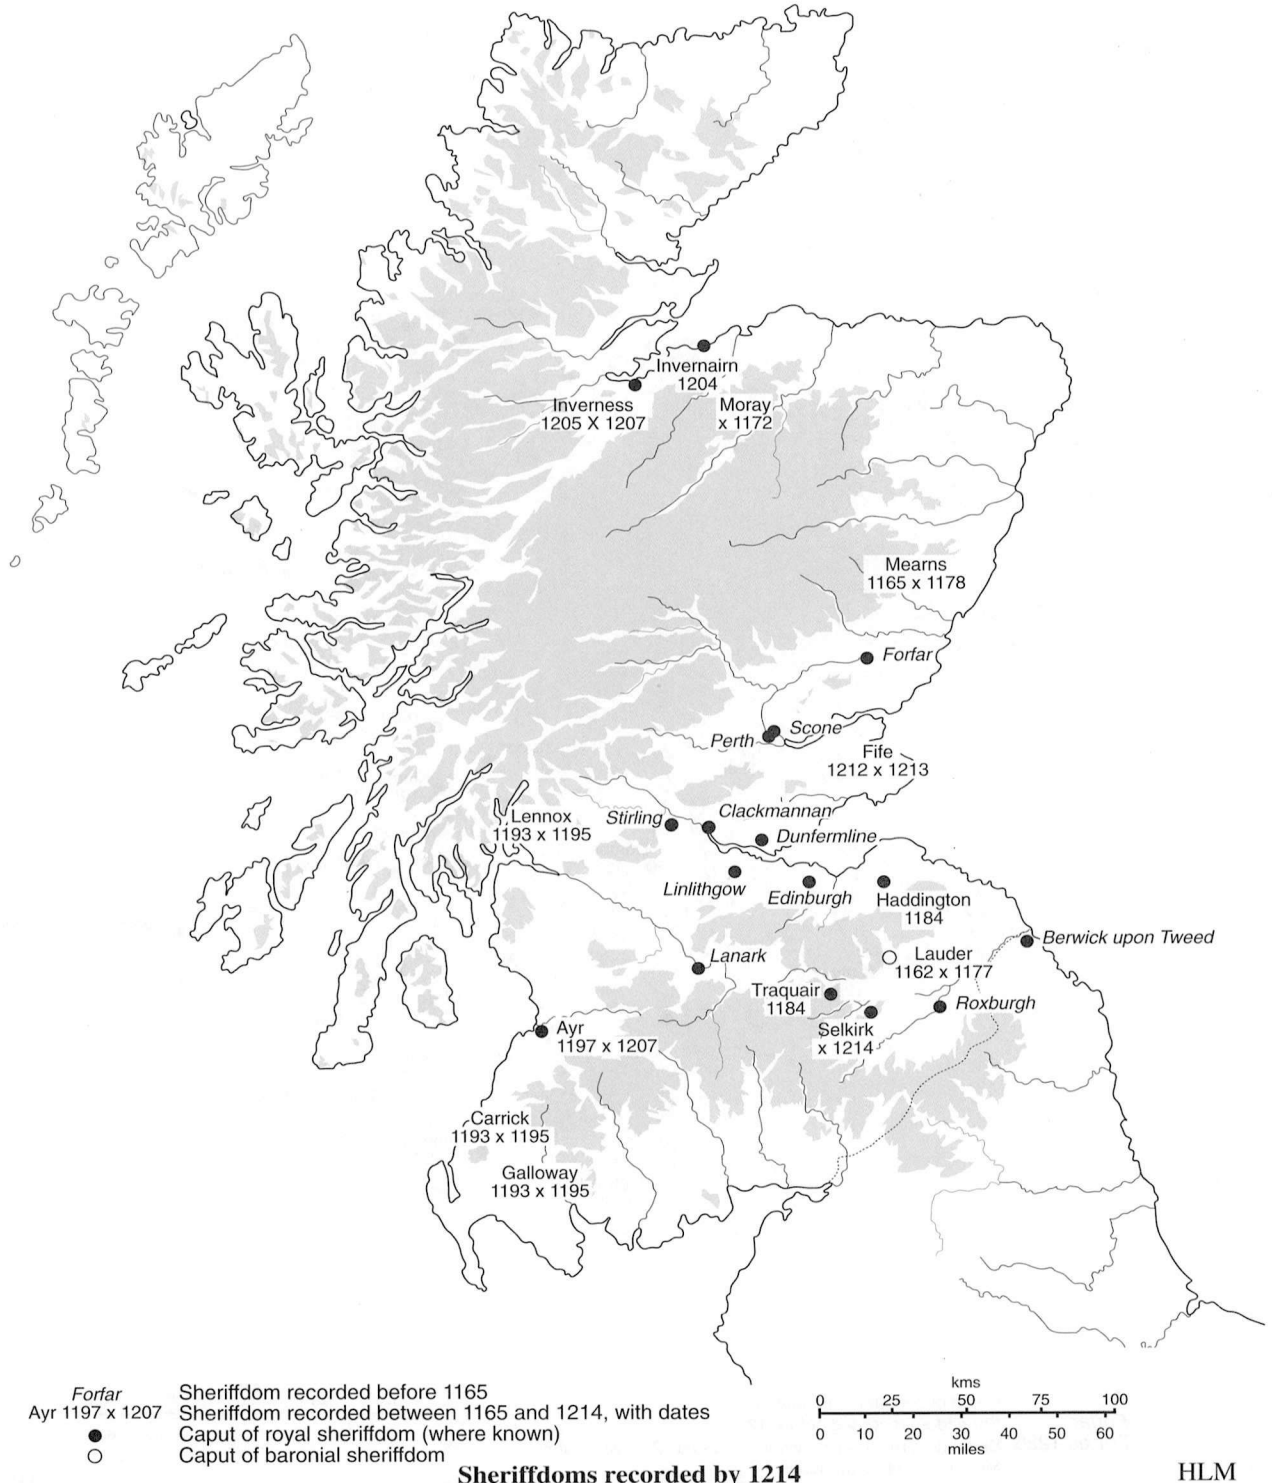 Invernairn
1204
Inverness
1205 X 1207
Moray
x 1172
Mearns
1165 x 1178
Forfar
Scone
Perth
Fife
1212 x 1213
Lennox
1193 x 1195
Stirling
Clackmannan
Dunfermline
Linlithgow
Edinburgh
Haddington
1184
Berwick upon Tweed
Lanark
Lauder
1162 x 1177
Traquair
1184
Roxburgh
Selkirk
x 1214
Ayr
1197 x 1207
Carrick
1193 x 1195
Galloway
1193 x 1195
Forfar Sheriffdom recorded before 1165
Ayr 1197 x 1207 Sheriffdom recorded between 1165 and 1214, with dates
Caput of royal sheriffdom (where known)
Caput of baronial sheriffdom
kms
0 25 50 75 100
0 10 20 30 40 50 60
miles
Sheriffdoms recorded by 1214
HLM